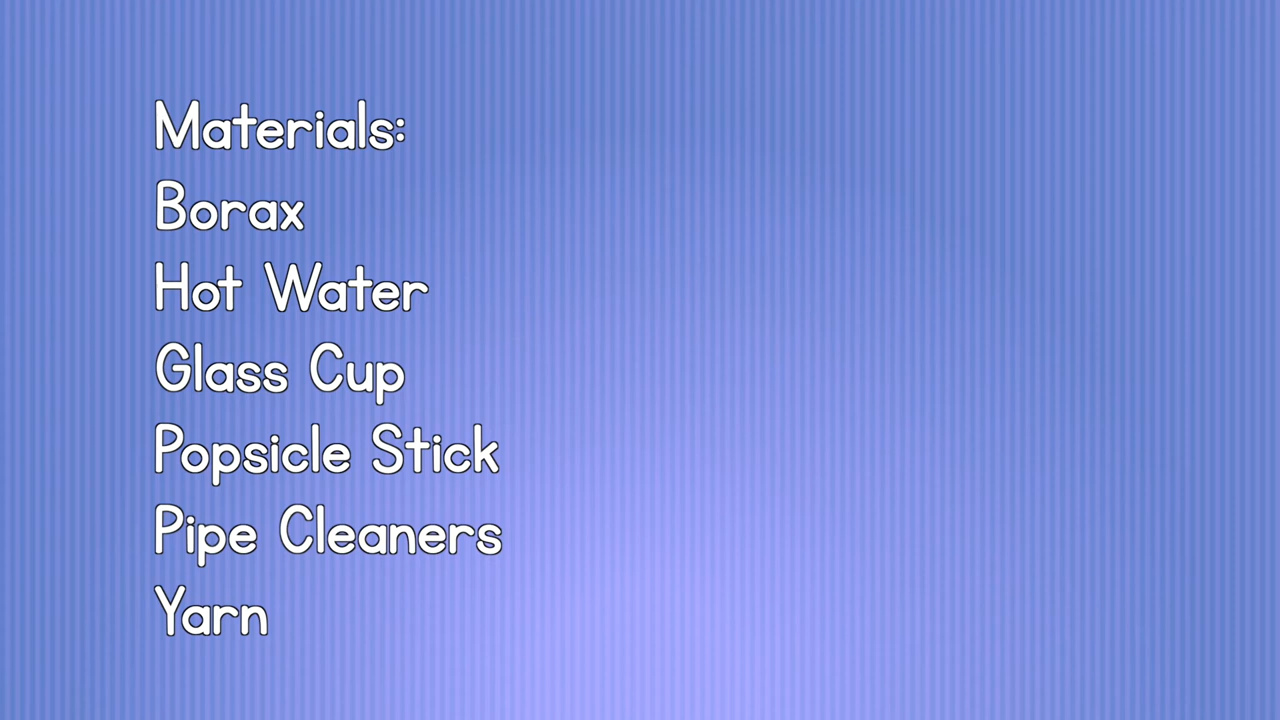 Materials:
Borax
Hot Water
Glass Cup
Popsicle Stick
Pipe Cleaners
Yarn